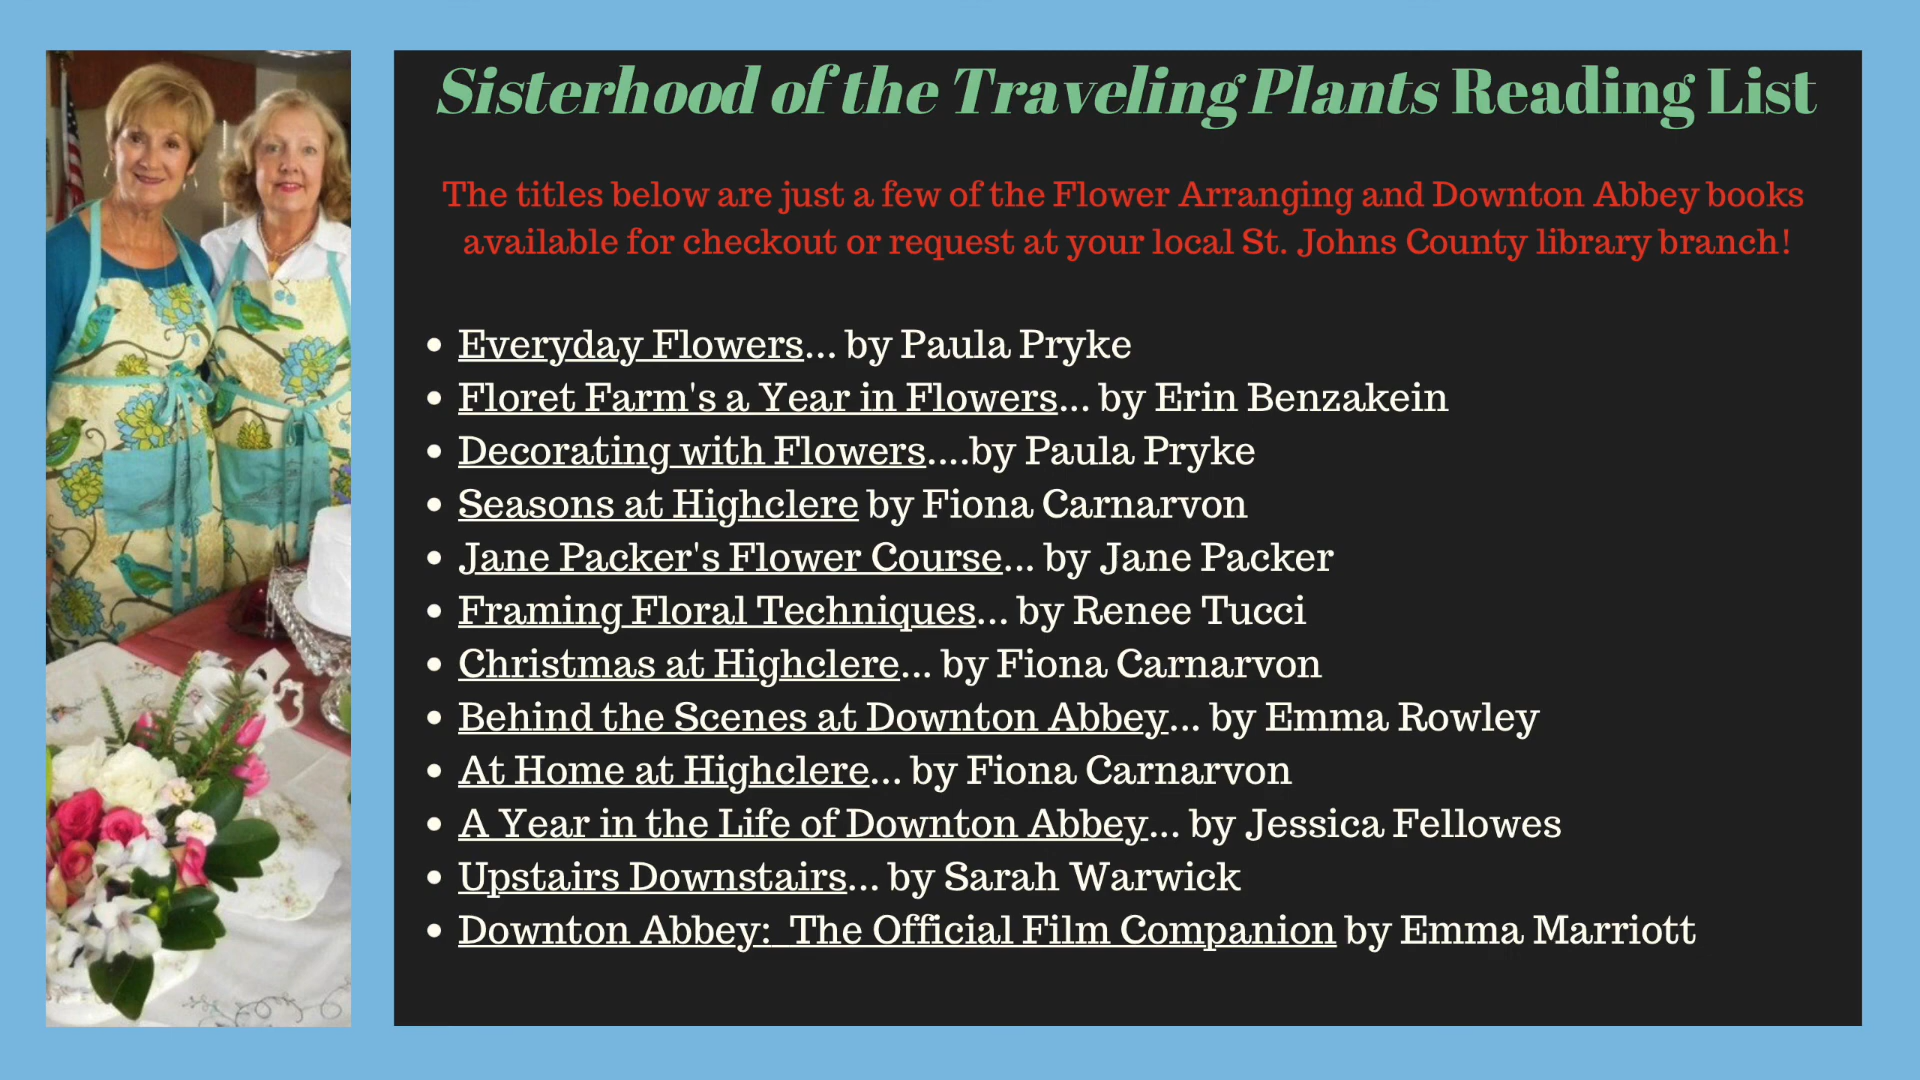 Sisterhood of the Traveling Plants Reading List
The titles below are just a few of the Flower Arranging and Downton Abbey books
available for checkout or request at your local St. Johns County library branch!
• Everyday Flowers... by Paula Pryke
• Floret Farm's a Year in Flowers... by Erin Benzakein
• Decorating with Flowers....by Paula Pryke
• Seasons at Highclere by Fiona Carnarvon
• Jane Packer's Flower Course... by Jane Packer
• Framing Floral Techniques... by Renee Tucci
• Christmas at Highclere... by Fiona Carnarvon
• Behind the Scenes at Downton Abbey... by Emma Rowley
• At Home at Highclere... by Fiona Carnarvon
• A Year in the Life of Downton Abbey... by Jessica Fellowes
• Upstairs Downstairs... by Sarah Warwick
• Downton Abbey:  The Official Film Companion by Emma Marriott